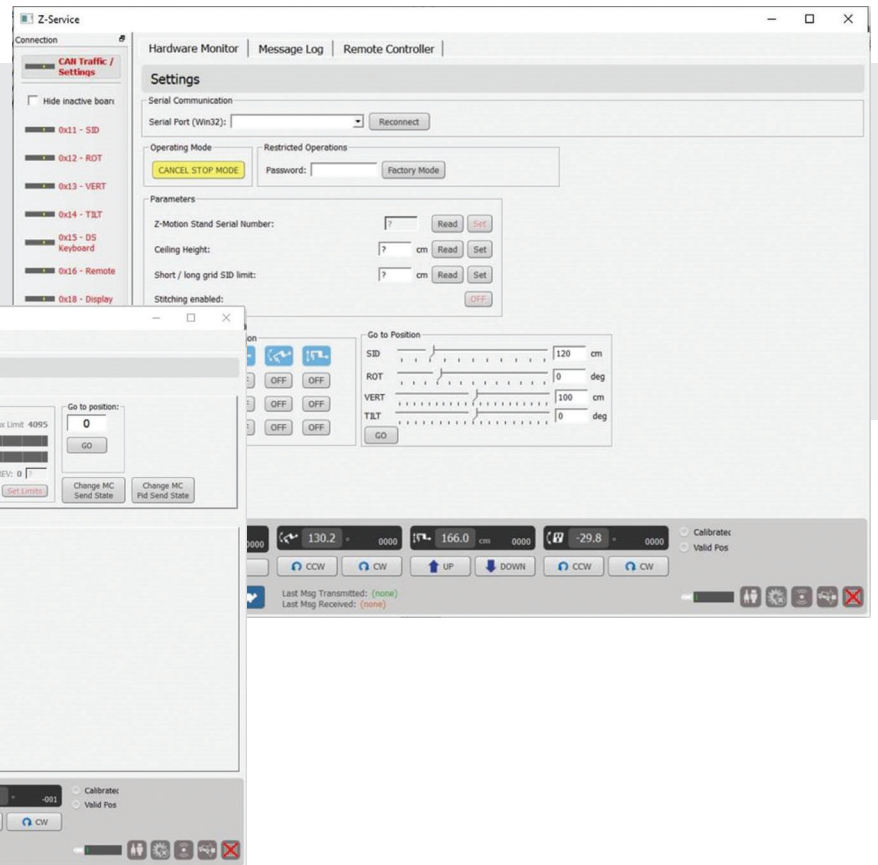 Z-Service
Connection
CAN Traffic /
Settings
Hide inactive boar
0x11 - SID
0x12 - ROT
0x13 - VERT
0x14 - TILT
0x15 - DS
Keyboard
0x16 - Remote
0x18 - Display
Hardware Monitor
Message Log
Remote Controller
Settings
Serial Communication
Serial Port (Win32):
Reconnect
Operating Mode
CANCEL STOP MODE
Restricted Operations
Password:
Factory Mode
Parameters
Z-Motion Stand Serial Number: ? Read Set
Ceiling Height: ? cm Read Set
Short / long grid SID limit: ? cm Read Set
Stitching enabled: OFF
on
OFF OFF
OFF OFF
OFF OFF
Go to Position
SID 120 cm
ROT 0 deg
VERT 100 cm
TILT 0 deg
GO
0000 130.2 ° 0000 166.0 cm 0000 -29.8 ° 0000
CCW CW UP DOWN CCW CW
Calibratec
Valid Pos
Last Msg Transmitted: (none)
Last Msg Received: (none)
x Limit 4095
REV: 0 ?
Set Limits
Go to position:
0
GO
Change MC
Send State
Change MC
Pid Send State
° -001
CW
Calibratec
Valid Pos